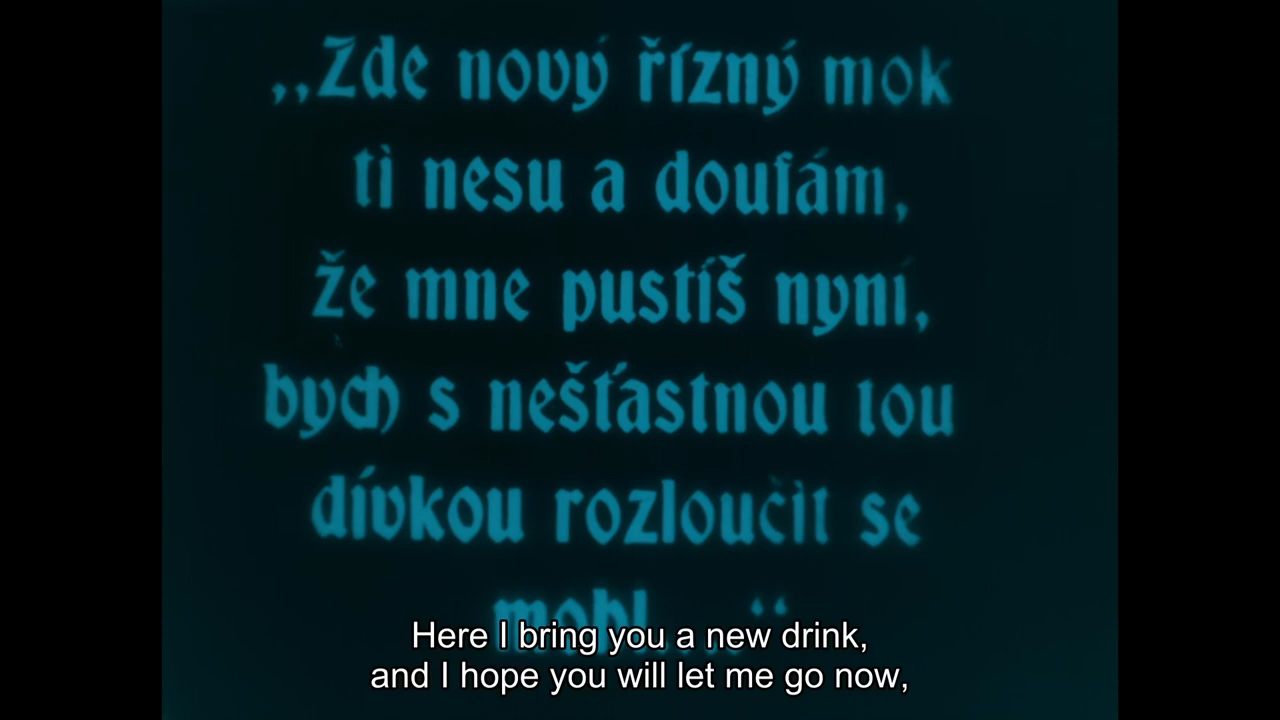 ,,Zde nový řízný mok
ti nesu a doufám,
že mne pustíš nyní,
bych s nešťastnou tou
dívkou rozloučit se
mohl...“
Here I bring you a new drink,
and I hope you will let me go now,